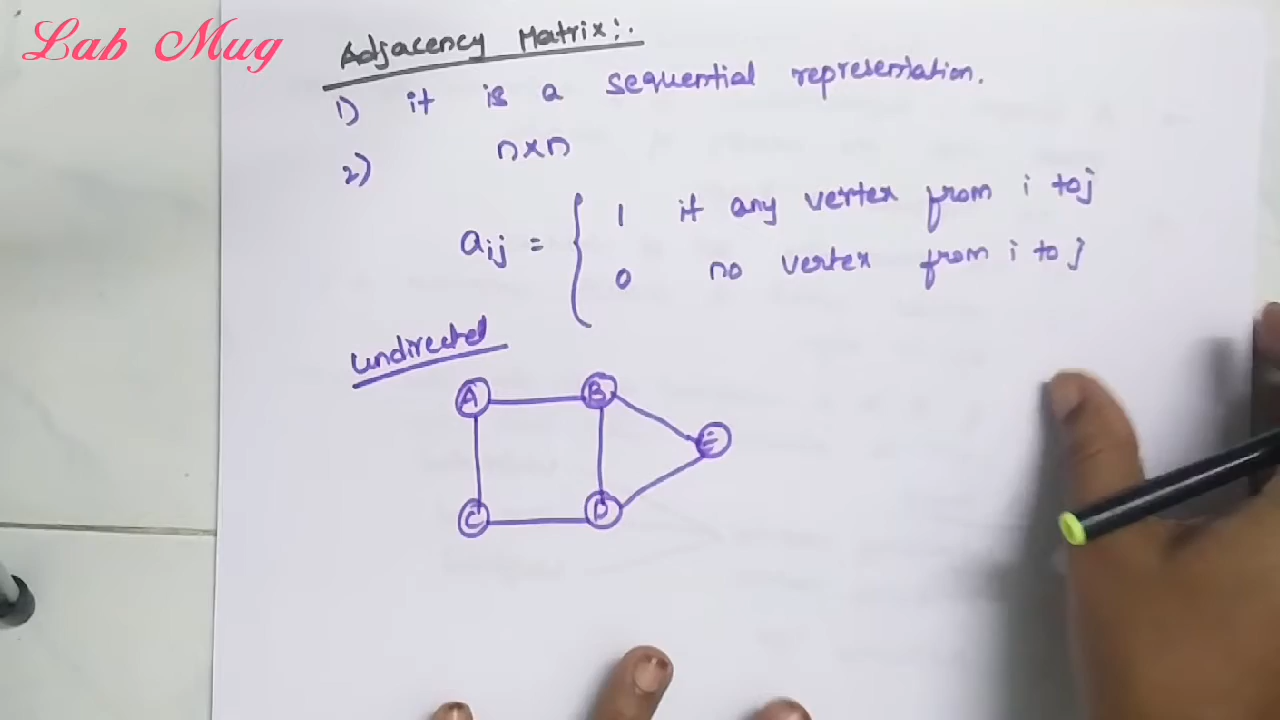 Lab Mug
Adjacency Matrix:.
1) it is a sequential representation.
2) n×n
aij = { 1 if any vertex from i to j
0 no vertex from i to j
undirected
A B
E
C D